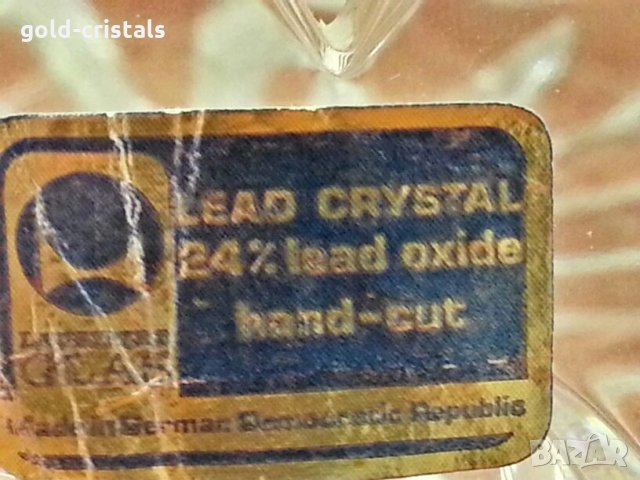 gold-cristals
LEAD CRYSTAL
24% lead oxide
hand-cut
GLAS
Made in German Democratic Republic
BAZAR